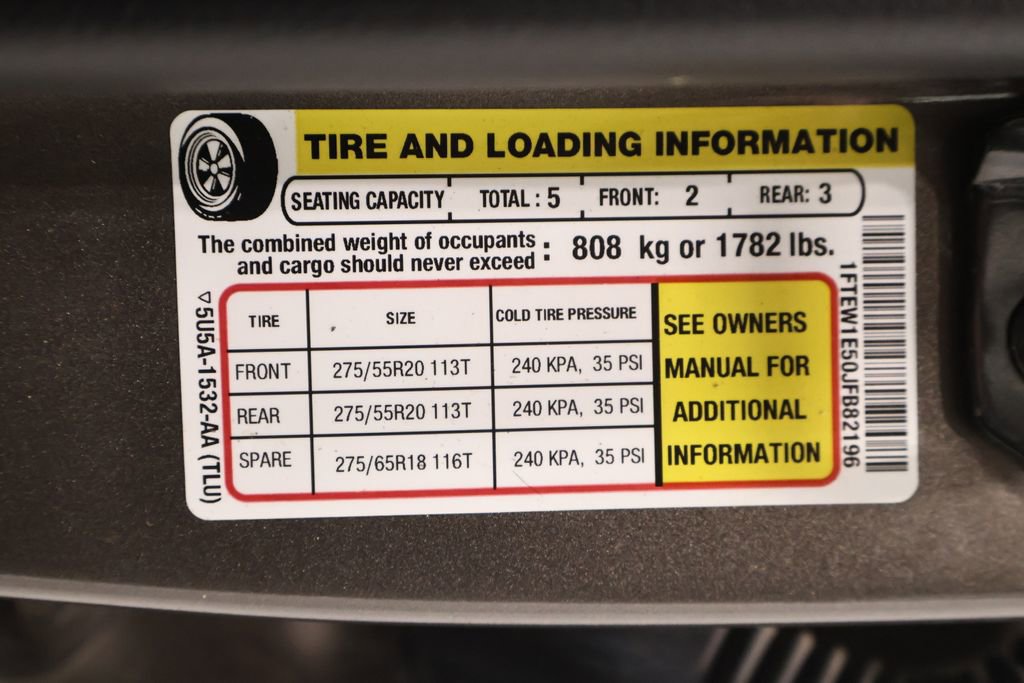 TIRE AND LOADING INFORMATION
SEATING CAPACITY TOTAL : 5 FRONT: 2 REAR: 3
The combined weight of occupants
and cargo should never exceed : 808 kg or 1782 lbs.
TIRE SIZE COLD TIRE PRESSURE
FRONT 275/55R20 113T 240 KPA, 35 PSI
REAR 275/55R20 113T 240 KPA, 35 PSI
SPARE 275/65R18 116T 240 KPA, 35 PSI
SEE OWNERS
MANUAL FOR
ADDITIONAL
INFORMATION
▽5U5A-1532-AA (TLU)
1FTEW1E50JFB82196